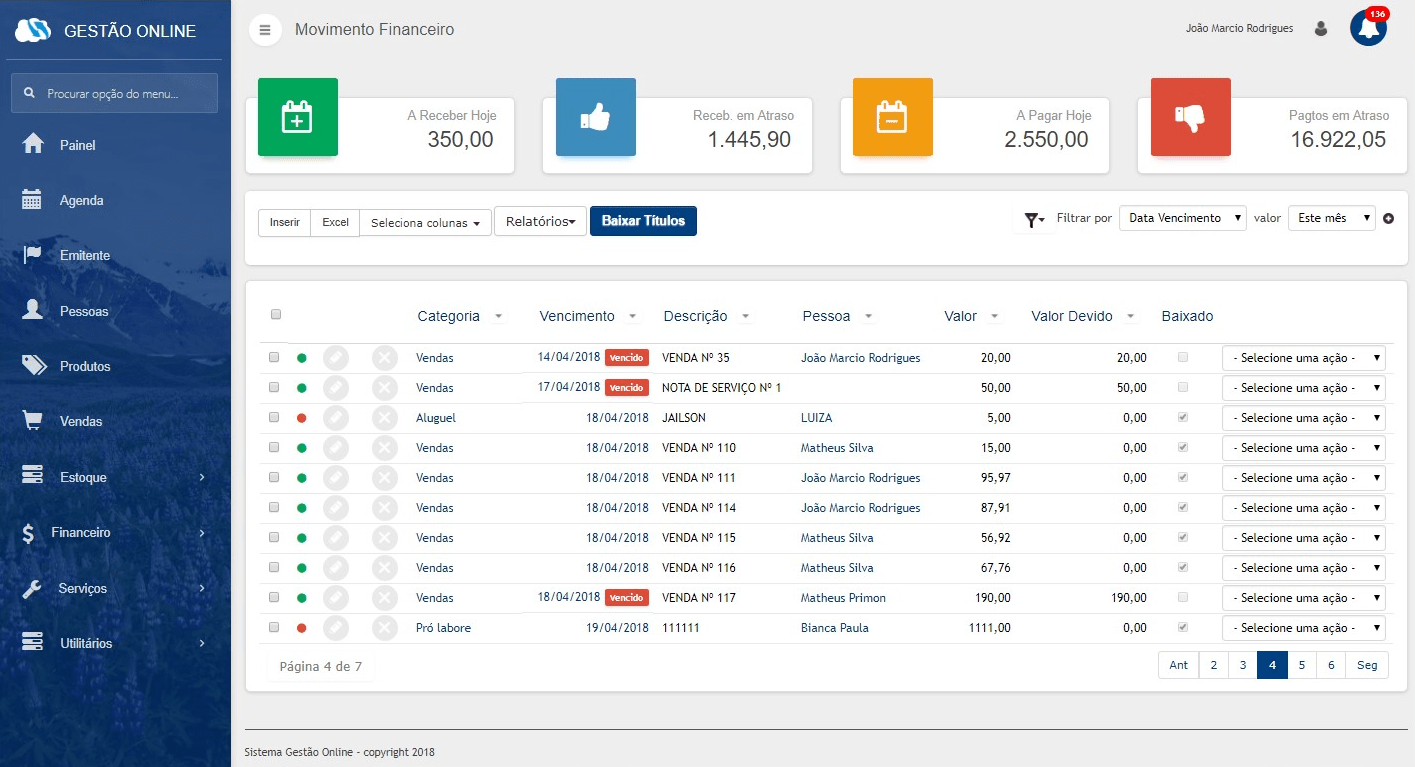 GESTÃO ONLINE
Procurar opção do menu...
Painel
Agenda
Emitente
Pessoas
Produtos
Vendas
Estoque
Financeiro
Serviços
Utilitários
Movimento Financeiro
João Marcio Rodrigues
136
A Receber Hoje
350,00
Receb. em Atraso
1.445,90
A Pagar Hoje
2.550,00
Pagtos em Atraso
16.922,05
Inserir Excel Seleciona colunas Relatórios Baixar Títulos Filtrar por Data Vencimento valor Este mês
Categoria Vencimento Descrição Pessoa Valor Valor Devido Baixado
Vendas 14/04/2018 Vencido VENDA Nº 35 João Marcio Rodrigues 20,00 20,00 - Selecione uma ação -
Vendas 17/04/2018 Vencido NOTA DE SERVIÇO Nº 1 50,00 50,00 - Selecione uma ação -
Aluguel 18/04/2018 JAILSON LUIZA 5,00 0,00 - Selecione uma ação -
Vendas 18/04/2018 VENDA Nº 110 Matheus Silva 15,00 0,00 - Selecione uma ação -
Vendas 18/04/2018 VENDA Nº 111 João Marcio Rodrigues 95,97 0,00 - Selecione uma ação -
Vendas 18/04/2018 VENDA Nº 114 João Marcio Rodrigues 87,91 0,00 - Selecione uma ação -
Vendas 18/04/2018 VENDA Nº 115 Matheus Silva 56,92 0,00 - Selecione uma ação -
Vendas 18/04/2018 VENDA Nº 116 Matheus Silva 67,76 0,00 - Selecione uma ação -
Vendas 18/04/2018 Vencido VENDA Nº 117 Matheus Primon 190,00 190,00 - Selecione uma ação -
Pró labore 19/04/2018 111111 Bianca Paula 1111,00 0,00 - Selecione uma ação -
Página 4 de 7 Ant 2 3 4 5 6 Seg
Sistema Gestão Online - copyright 2018